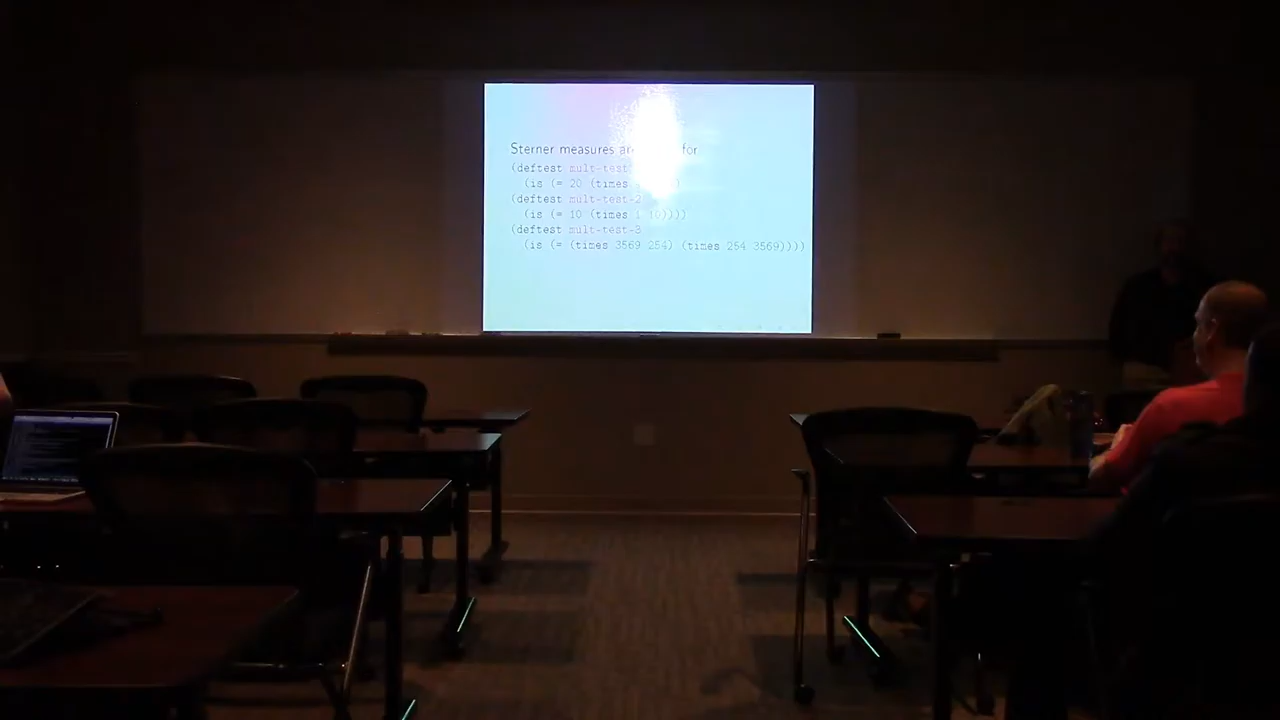 Sterner measures are for
(deftest mult-test
(is (= 20 (times
(deftest mult-test-2
(is (= 10 (times 1 10))))
(deftest mult-test-3
(is (= (times 3569 254) (times 254 3569))))